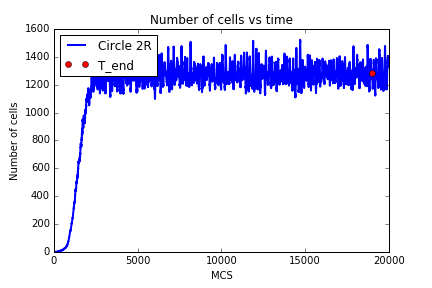 Number of cells vs time
1600
1400
1200
1000
800
600
400
200
0
Number of cells
Circle 2R
T_end
0 5000 10000 15000 20000
MCS